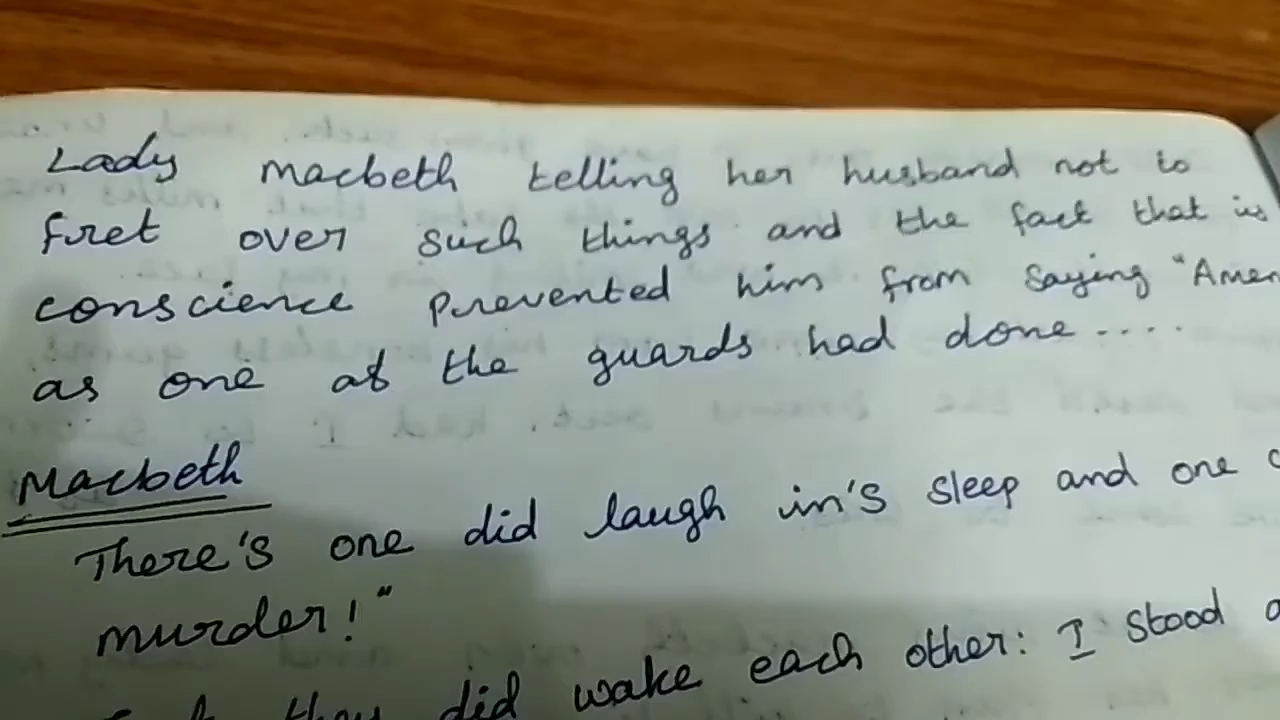 Lady macbeth telling her husband not to
fret over such things and the fact that is
conscience prevented him from saying "Amen
as one of the guards had done....
Macbeth
There's one did laugh in's sleep and one
murder!"
they did wake each other: I stood